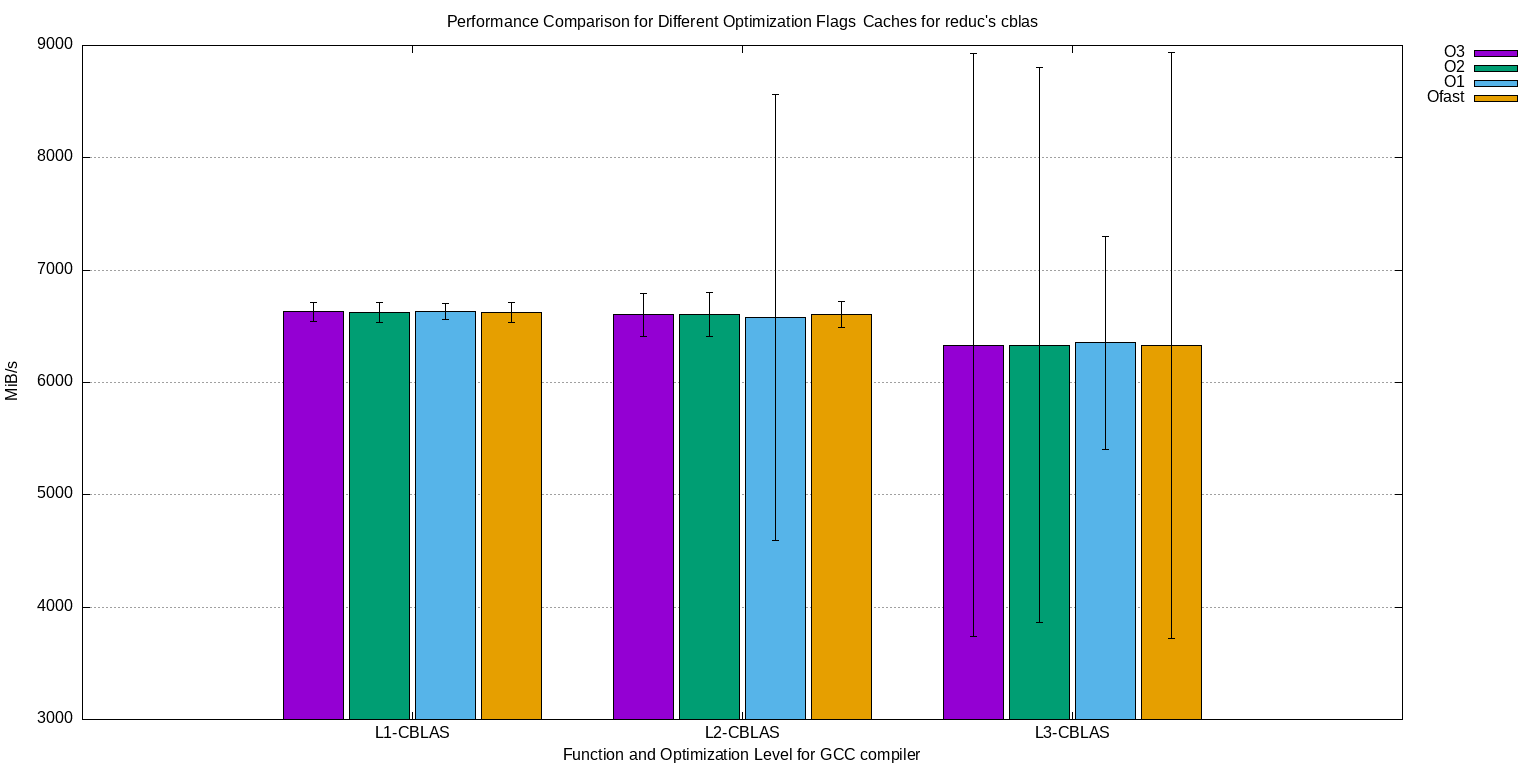 Performance Comparison for Different Optimization Flags Caches for reduc's cblas
9000
8000
7000
6000
5000
4000
3000
MiB/s
L1-CBLAS
L2-CBLAS
L3-CBLAS
Function and Optimization Level for GCC compiler
O3
O2
O1
Ofast